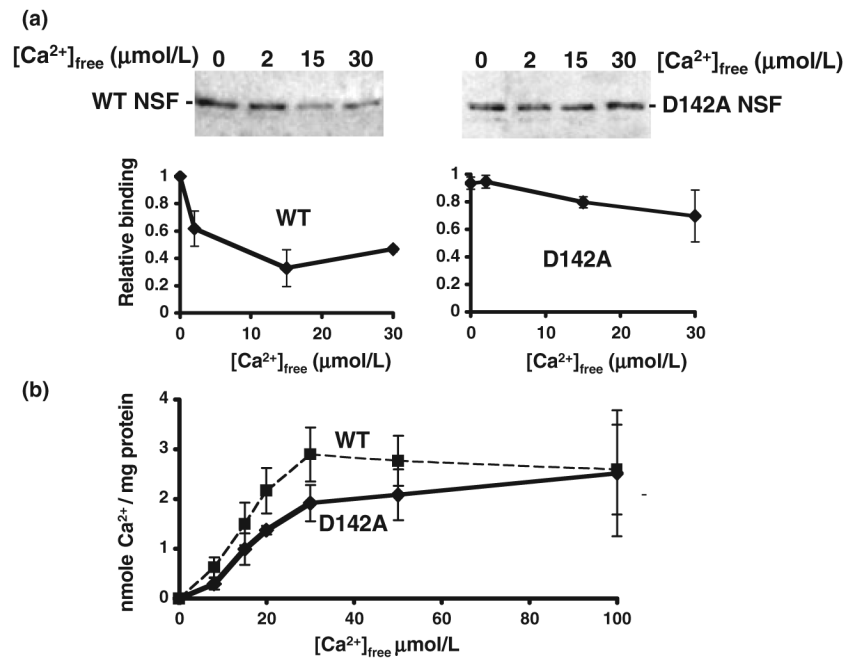 (a)
[Ca2+]free (μmol/L) 0 2 15 30
0 2 15 30 [Ca2+]free (μmol/L)
WT NSF -
- D142A NSF
Relative binding
1
0.8
0.6
0.4
0.2
0
WT
0 10 20 30
[Ca2+]free (μmol/L)
1
0.8
0.6
0.4
0.2
0
D142A
0 10 20 30
[Ca2+]free (μmol/L)
(b)
nmole Ca2+ / mg protein
4
3
2
1
0
WT
D142A
0 20 40 60 80 100
[Ca2+]free μmol/L